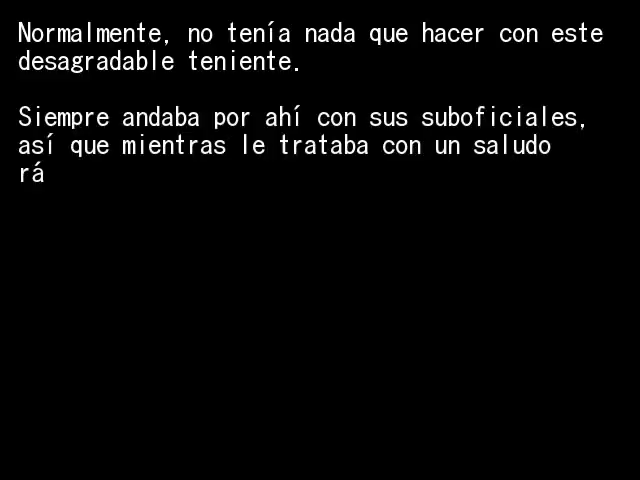 Normalmente, no tenía nada que hacer con este
desagradable teniente.
Siempre andaba por ahí con sus suboficiales,
así que mientras le trataba con un saludo
rá